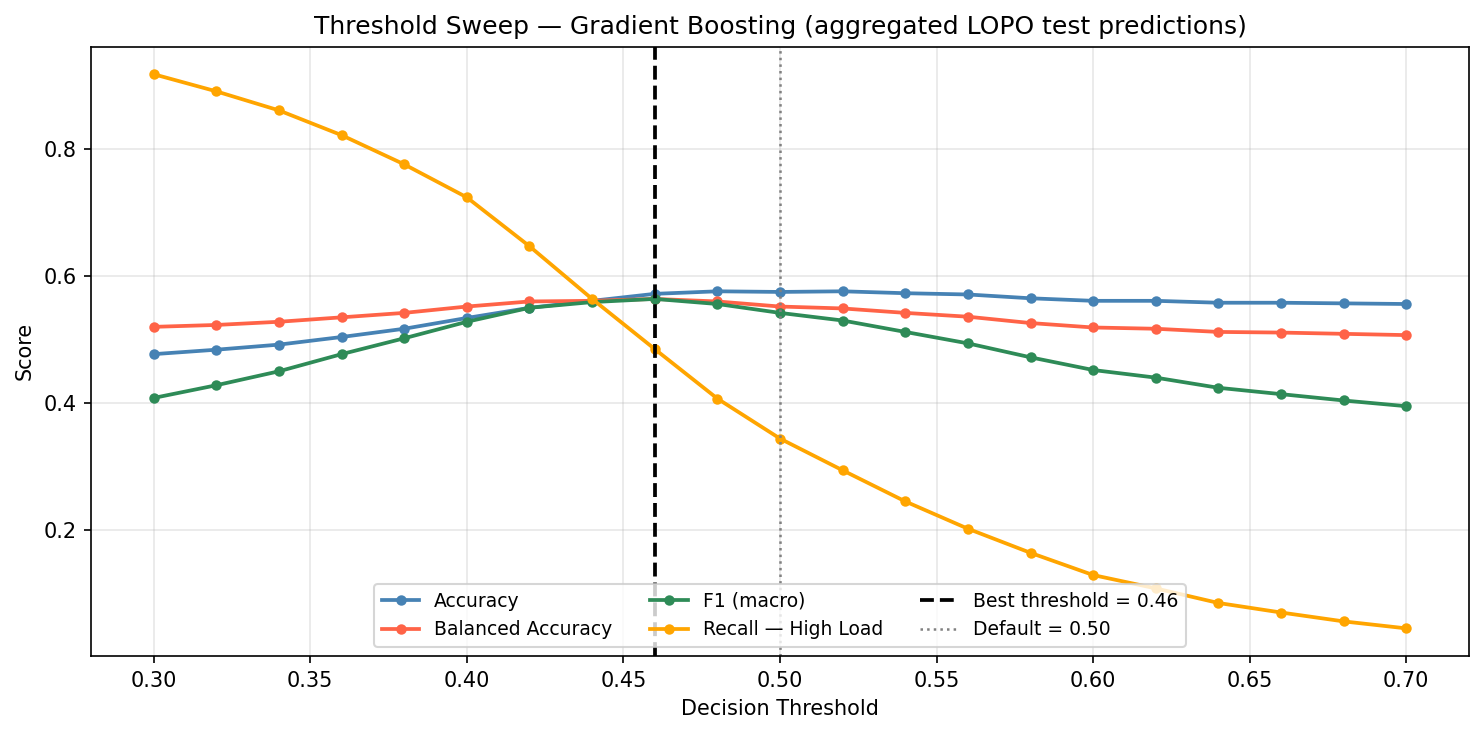 Threshold Sweep — Gradient Boosting (aggregated LOPO test predictions)
Score
0.8
0.6
0.4
0.2
Accuracy
Balanced Accuracy
F1 (macro)
Recall — High Load
Best threshold = 0.46
Default = 0.50
0.30 0.35 0.40 0.45 0.50 0.55 0.60 0.65 0.70
Decision Threshold